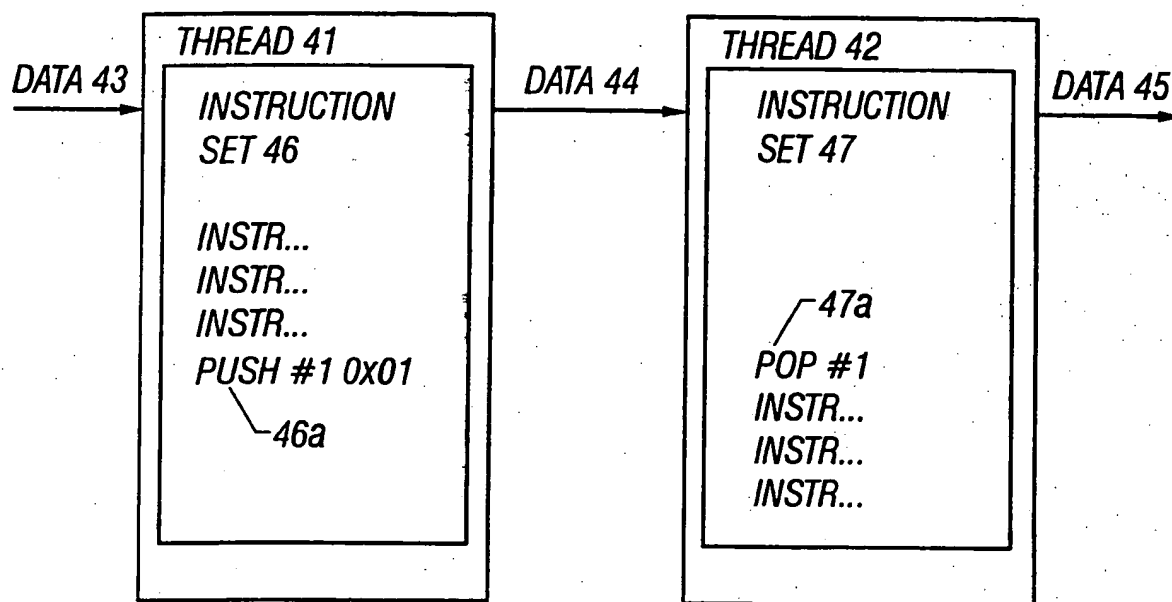 DATA 43
THREAD 41
INSTRUCTION
SET 46
INSTR...
INSTR...
INSTR...
PUSH #1 0x01
46a
DATA 44
THREAD 42
INSTRUCTION
SET 47
47a
POP #1
INSTR...
INSTR...
INSTR...
DATA 45